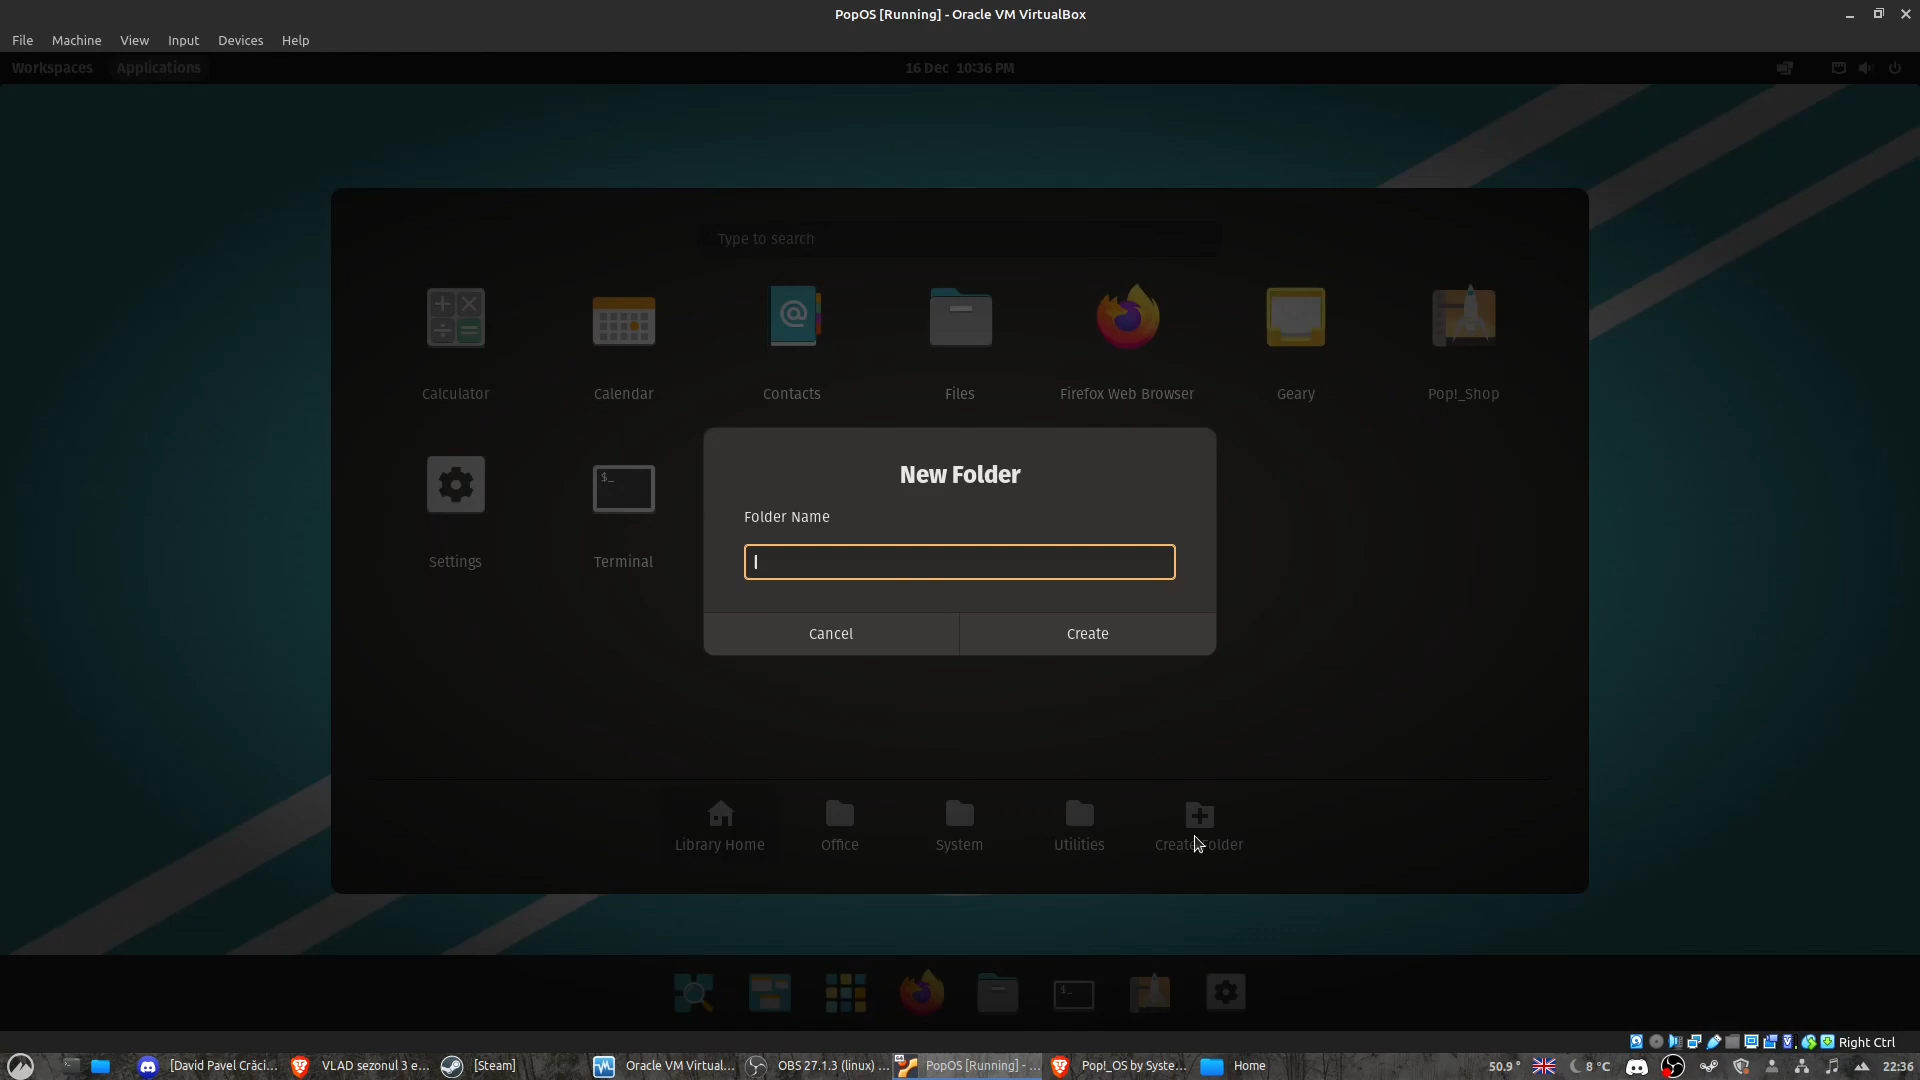 PopOS [Running] - Oracle VM VirtualBox
File Machine View Input Devices Help
Workspaces Applications 16 Dec 10:36 PM
Type to search
Calculator Calendar Contacts Files Firefox Web Browser Geary Pop!_Shop
New Folder
Folder Name
Settings Terminal
Cancel Create
Library Home Office System Utilities Create Folder
Right Ctrl
[David Pavel Crăci... VLAD sezonul 3 e... [Steam] Oracle VM Virtual... OBS 27.1.3 (linux) ... PopOS [Running] - ... Pop!_OS by Syste... Home 50.9° 8 °C 22:36